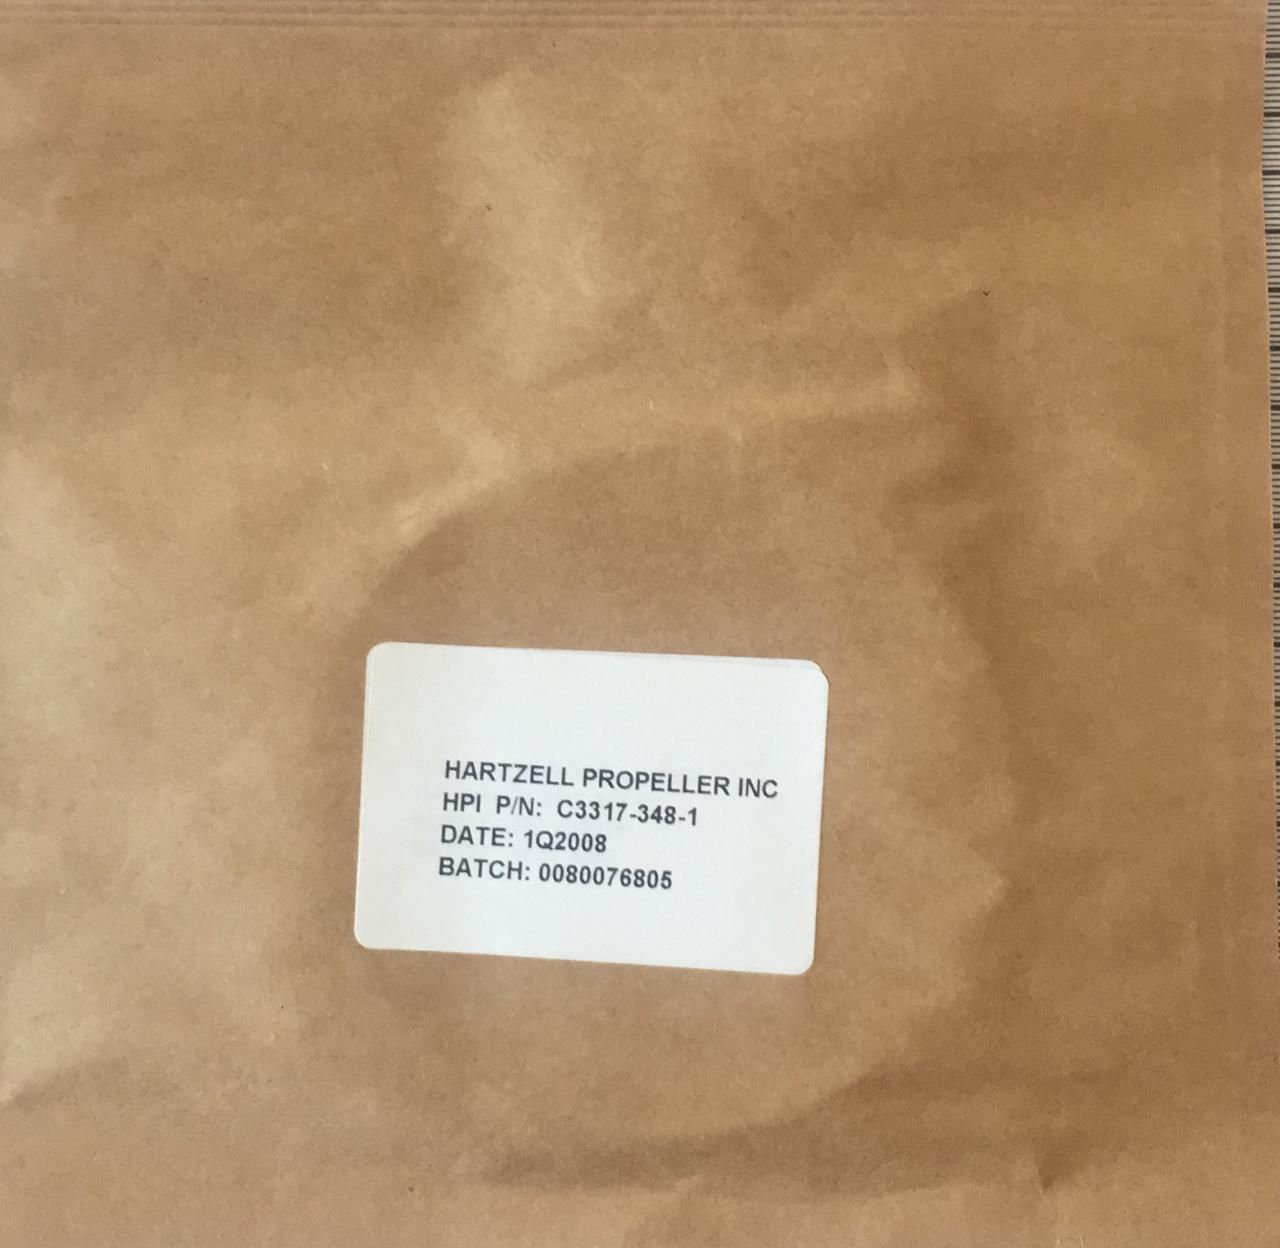 HARTZELL PROPELLER INC
HPI P/N: C3317-348-1
DATE: 1Q2008
BATCH: 0080076805